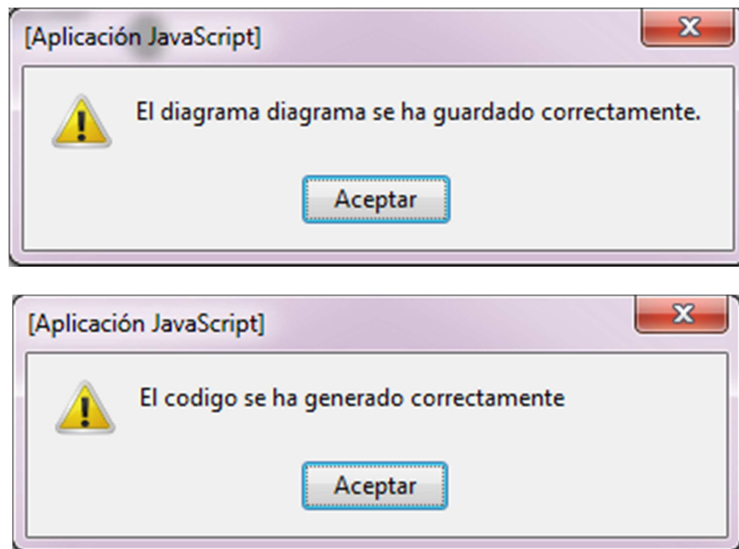 [Aplicación JavaScript]
El diagrama diagrama se ha guardado correctamente.
Aceptar
[Aplicación JavaScript]
El codigo se ha generado correctamente
Aceptar